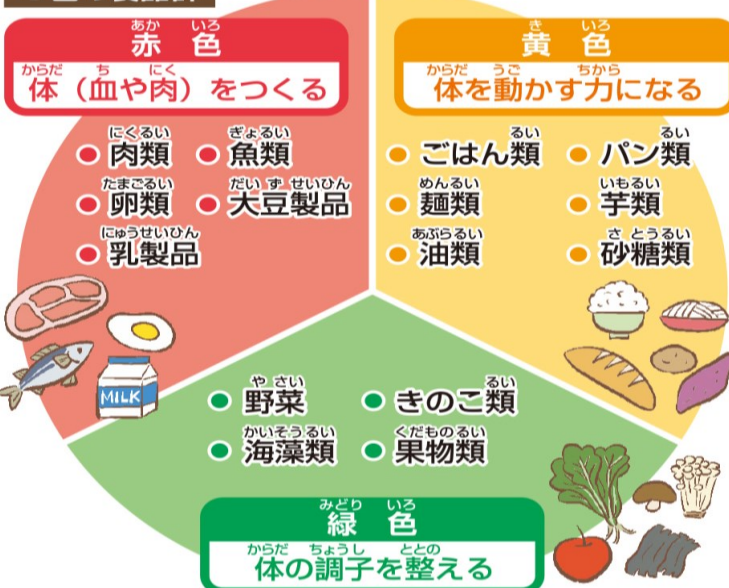 赤色
体（血や肉）をつくる
肉類
魚類
卵類
大豆製品
乳製品
黄色
体を動かす力になる
ごはん類
パン類
麺類
芋類
油類
砂糖類
MILK
野菜
きのこ類
海藻類
果物類
緑色
体の調子を整える